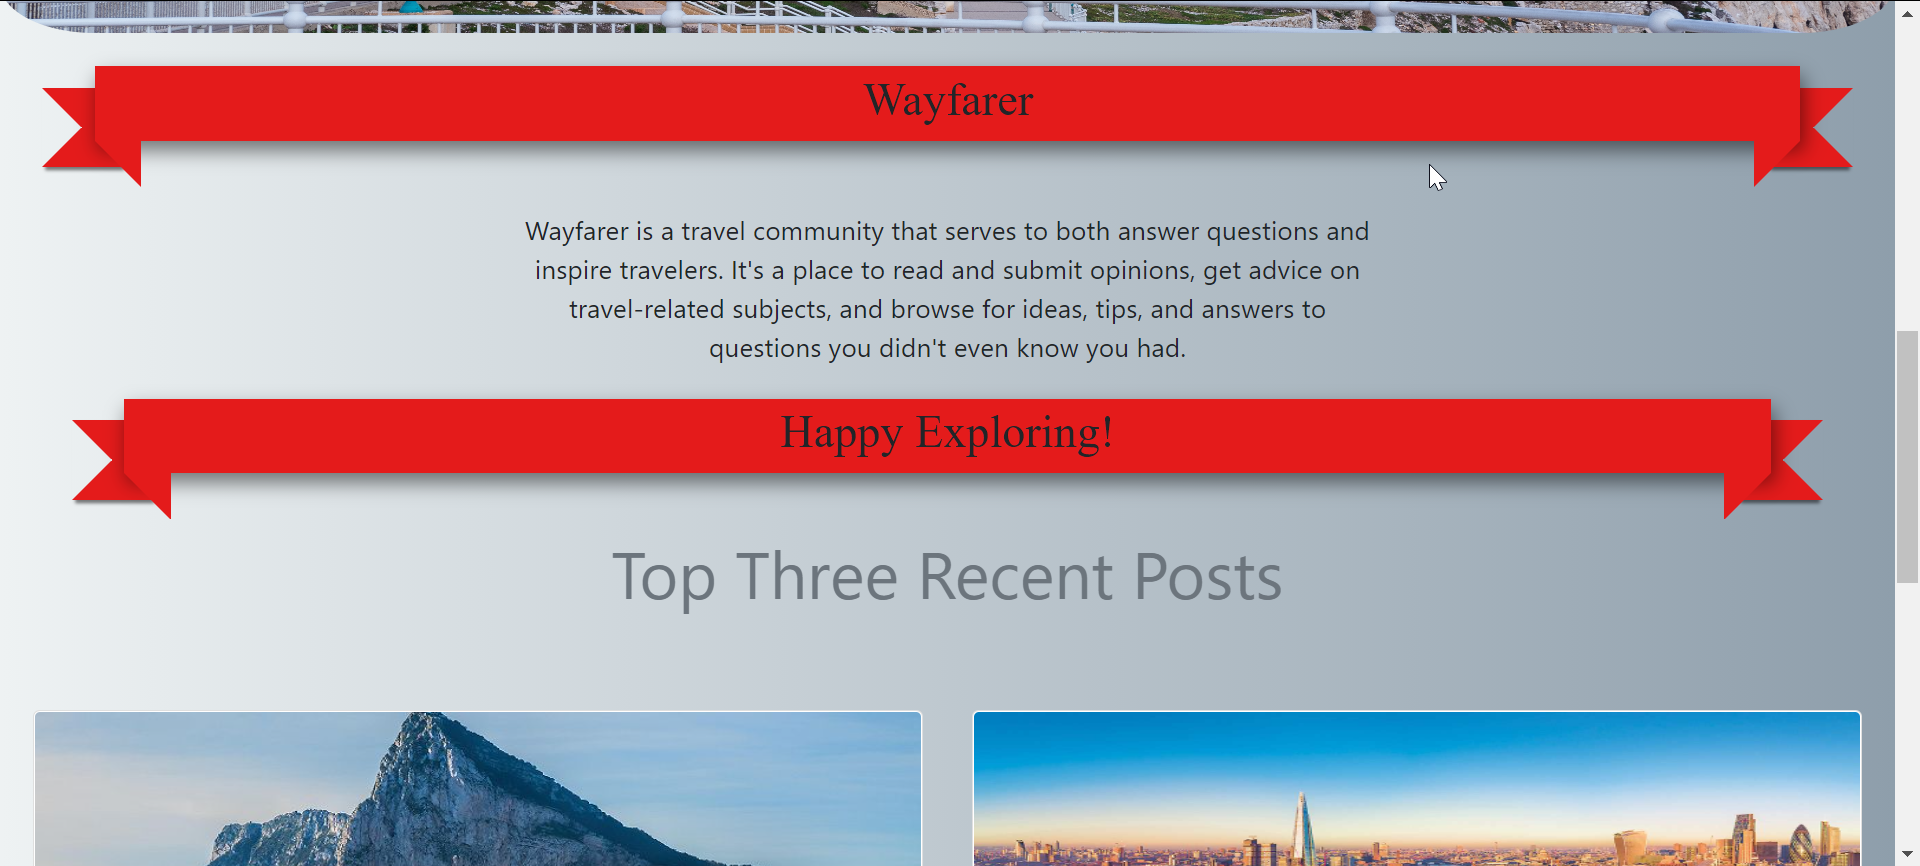 Wayfarer
Wayfarer is a travel community that serves to both answer questions and
inspire travelers. It's a place to read and submit opinions, get advice on
travel-related subjects, and browse for ideas, tips, and answers to
questions you didn't even know you had.
Happy Exploring!
Top Three Recent Posts